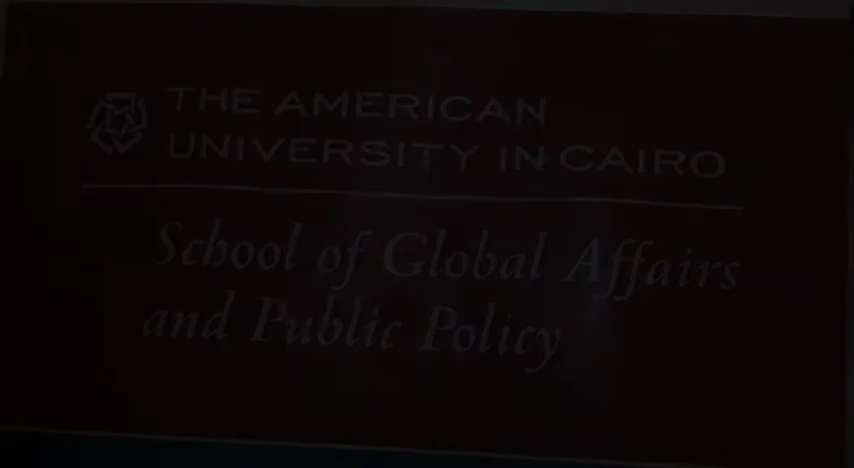 THE AMERICAN
UNIVERSITY IN CAIRO
School of Global Affairs
and Public Policy